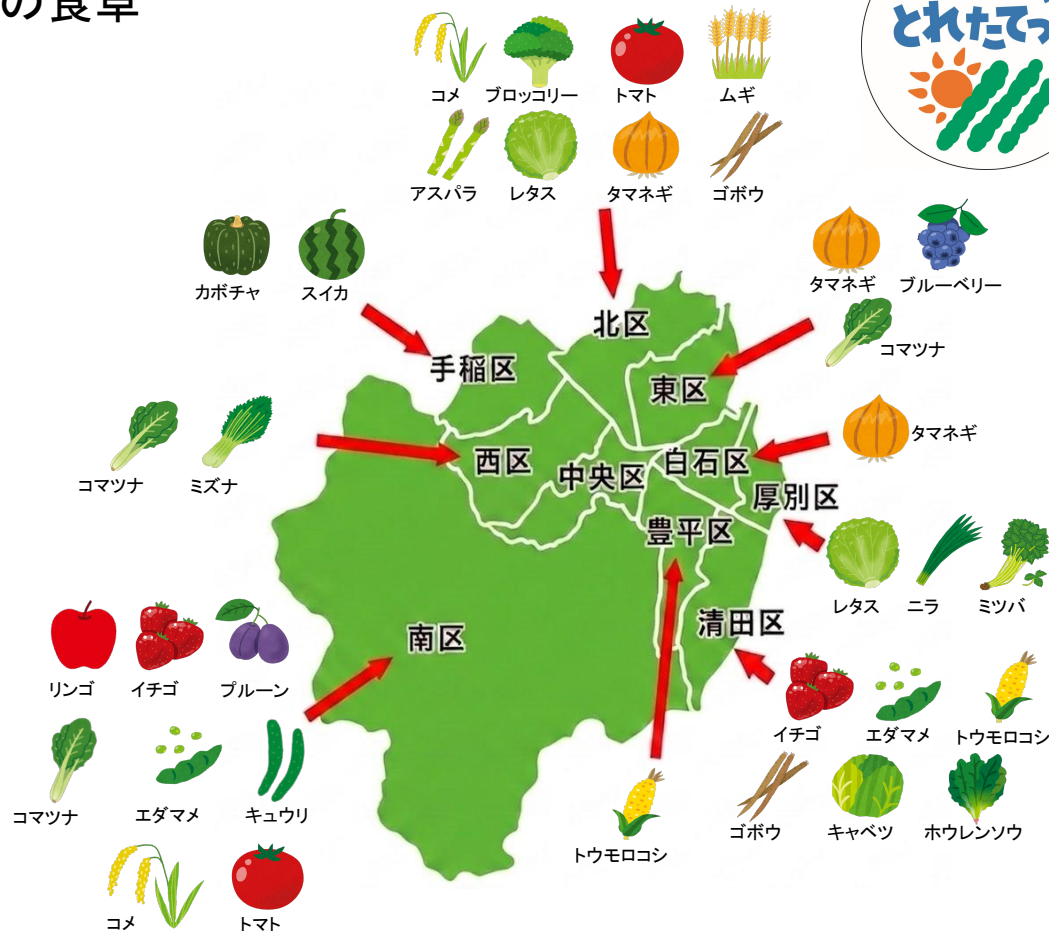 の食卓
とれたてっ
コメ ブロッコリー トマト ムギ
アスパラ レタス タマネギ ゴボウ
カボチャ スイカ
タマネギ ブルーベリー
コマツナ
北区
手稲区
東区
タマネギ
コマツナ ミズナ
西区 中央区 白石区
厚別区
豊平区
レタス ニラ ミツバ
清田区
南区
リンゴ イチゴ プルーン
イチゴ エダマメ トウモロコシ
コマツナ エダマメ キュウリ
ゴボウ キャベツ ホウレンソウ
トウモロコシ
コメ トマト